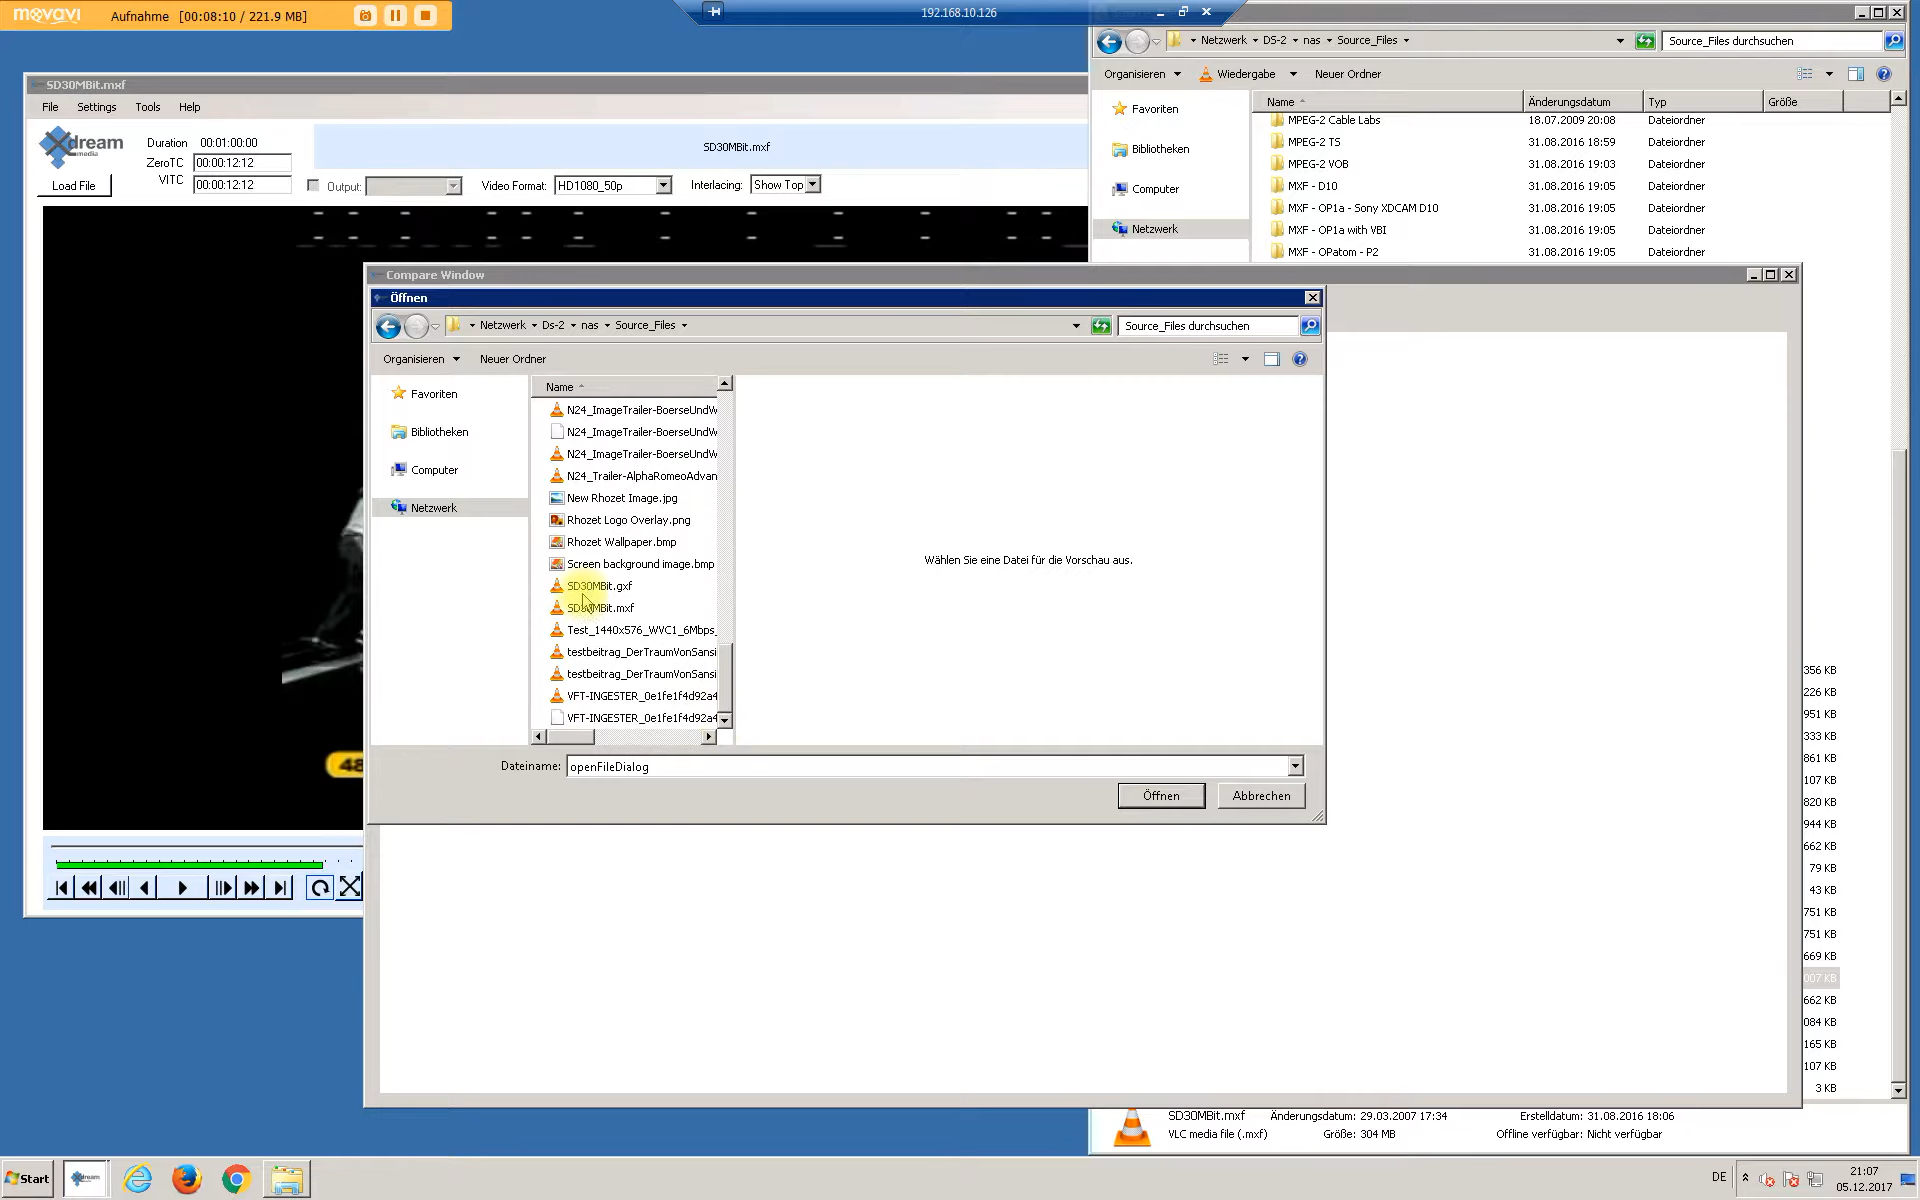 movavi
Aufnahme [00:08:10 / 221.9 MB]
192.168.10.126
Netzwerk DS-2 nas Source_Files
Source_Files durchsuchen
Organisieren Wiedergabe Neuer Ordner
Name Änderungsdatum Typ Größe
Favoriten
Bibliotheken
Computer
Netzwerk
MPEG-2 Cable Labs 18.07.2009 20:08 Dateiordner
MPEG-2 TS 31.08.2016 18:59 Dateiordner
MPEG-2 VOB 31.08.2016 19:03 Dateiordner
MXF - D10 31.08.2016 19:05 Dateiordner
MXF - OP1a - Sony XDCAM D10 31.08.2016 19:05 Dateiordner
MXF - OP1a with VBI 31.08.2016 19:05 Dateiordner
MXF - OPatom - P2 31.08.2016 19:05 Dateiordner
SD30MBit.mxf
File Settings Tools Help
Xdream
media
Load File
Duration 00:01:00:00
ZeroTC 00:00:12:12
VITC 00:00:12:12
SD30MBit.mxf
Output: Video Format: HD1080_50p Interlacing: Show Top
48
Compare Window
Öffnen
Netzwerk Ds-2 nas Source_Files
Source_Files durchsuchen
Organisieren Neuer Ordner
Favoriten
Bibliotheken
Computer
Netzwerk
Name
N24_ImageTrailer-BoerseUndW
N24_ImageTrailer-BoerseUndW
N24_ImageTrailer-BoerseUndW
N24_Trailer-AlphaRomeoAdvan
New Rhozet Image.jpg
Rhozet Logo Overlay.png
Rhozet Wallpaper.bmp
Screen background image.bmp
SD30MBit.gxf
SD30MBit.mxf
Test_1440x576_WVC1_6Mbps_
testbeitrag_DerTraumVonSansi
testbeitrag_DerTraumVonSansi
VFT-INGESTER_0e1fe1f4d92a4
VFT-INGESTER_0e1fe1f4d92a4
Wählen Sie eine Datei für die Vorschau aus.
Dateiname: openFileDialog
Öffnen Abbrechen
356 KB
226 KB
951 KB
333 KB
861 KB
107 KB
820 KB
944 KB
662 KB
79 KB
43 KB
751 KB
751 KB
669 KB
007 KB
662 KB
084 KB
165 KB
107 KB
3 KB
SD30MBit.mxf Änderungsdatum: 29.03.2007 17:34 Erstelldatum: 31.08.2016 18:06
VLC media file (.mxf) Größe: 304 MB Offline verfügbar: Nicht verfügbar
Start
dream
DE
21:07
05.12.2017